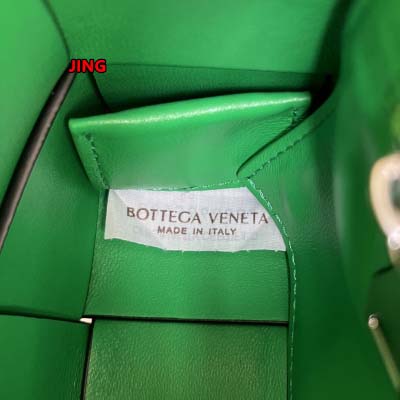 JING
BOTTEGA VENETA
MADE IN ITALY